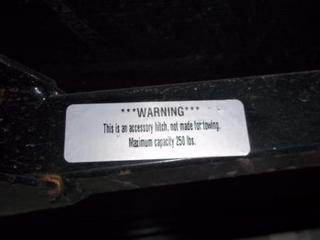 ***WARNING***
This is an accessory hitch, not made for towing.
Maximum capacity 250 lbs.